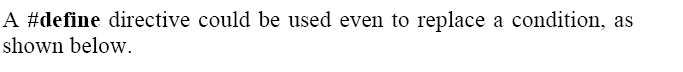 A #define directive could be used even to replace a condition, as
shown below.